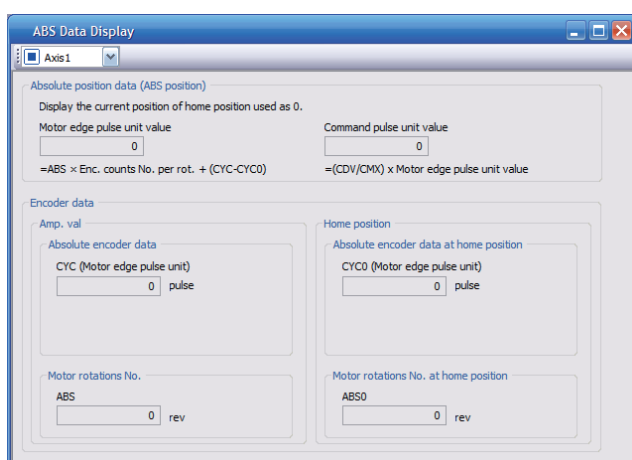 ABS Data Display
Axis1
Absolute position data (ABS position)
Display the current position of home position used as 0.
Motor edge pulse unit value
Command pulse unit value
0
0
=ABS × Enc. counts No. per rot. + (CYC-CYC0)
=(CDV/CMX) x Motor edge pulse unit value
Encoder data
Amp. val
Absolute encoder data
CYC (Motor edge pulse unit)
0 pulse
Motor rotations No.
ABS
0 rev
Home position
Absolute encoder data at home position
CYC0 (Motor edge pulse unit)
0 pulse
Motor rotations No. at home position
ABS0
0 rev